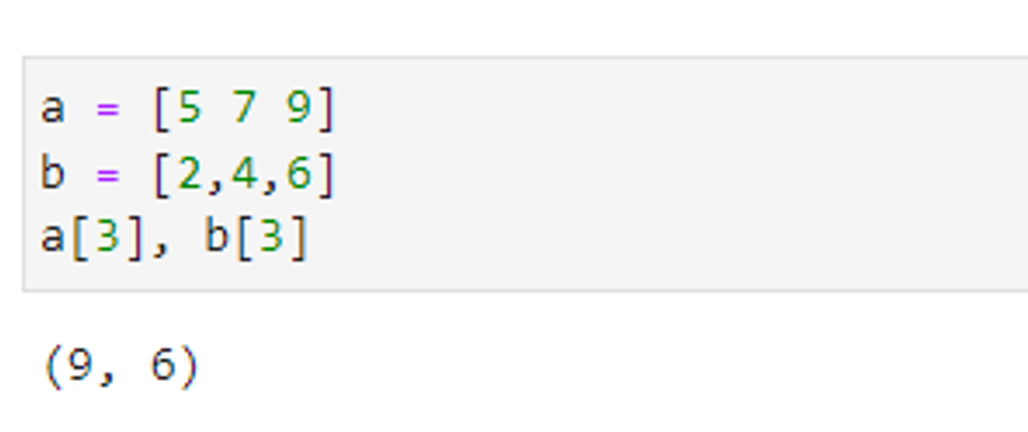 a = [5 7 9]
b = [2,4,6]
a[3], b[3]
(9, 6)